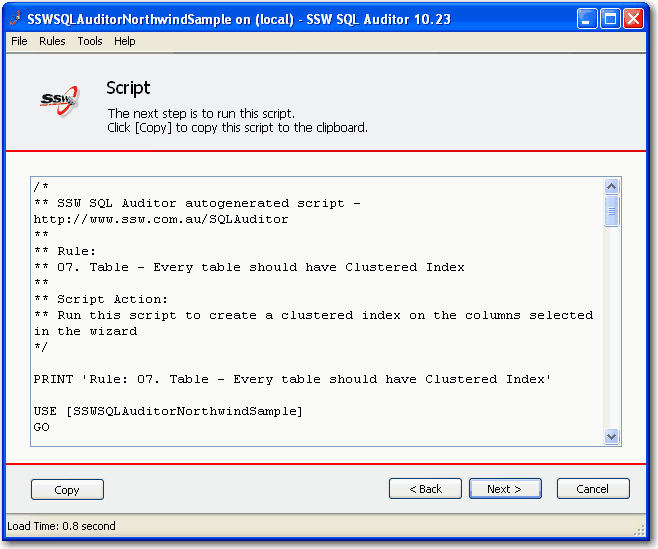 SSWSQLAuditorNorthwindSample on (local) - SSW SQL Auditor 10.23
File Rules Tools Help
SSW
Script
The next step is to run this script.
Click [Copy] to copy this script to the clipboard.
/*
** SSW SQL Auditor autogenerated script -
http://www.ssw.com.au/SQLAuditor
**
** Rule:
** 07. Table - Every table should have Clustered Index
**
** Script Action:
** Run this script to create a clustered index on the columns selected
in the wizard
*/
PRINT 'Rule: 07. Table - Every table should have Clustered Index'
USE [SSWSQLAuditorNorthwindSample]
GO
Copy
< Back
Next >
Cancel
Load Time: 0.8 second